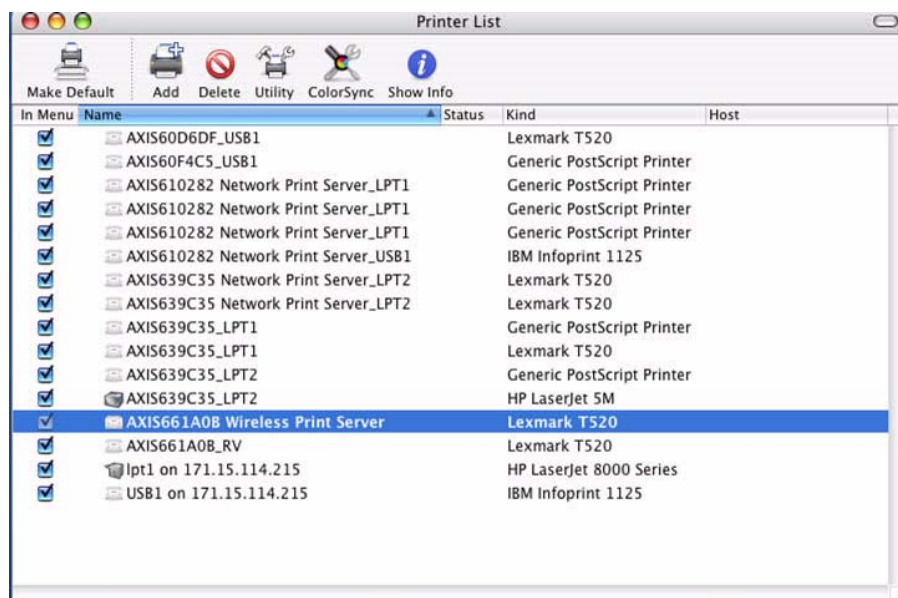 Printer List
Make Default Add Delete Utility ColorSync Show Info
In Menu Name Status Kind Host
AXIS60D6DF_USB1 Lexmark T520
AXIS60F4C5_USB1 Generic PostScript Printer
AXIS610282 Network Print Server_LPT1 Generic PostScript Printer
AXIS610282 Network Print Server_LPT1 Generic PostScript Printer
AXIS610282 Network Print Server_LPT1 Generic PostScript Printer
AXIS610282 Network Print Server_USB1 IBM Infoprint 1125
AXIS639C35 Network Print Server_LPT2 Lexmark T520
AXIS639C35 Network Print Server_LPT2 Lexmark T520
AXIS639C35_LPT1 Generic PostScript Printer
AXIS639C35_LPT1 Lexmark T520
AXIS639C35_LPT2 Generic PostScript Printer
AXIS639C35_LPT2 HP LaserJet 5M
AXIS661A0B Wireless Print Server Lexmark T520
AXIS661A0B_RV Lexmark T520
lpt1 on 171.15.114.215 HP LaserJet 8000 Series
USB1 on 171.15.114.215 IBM Infoprint 1125